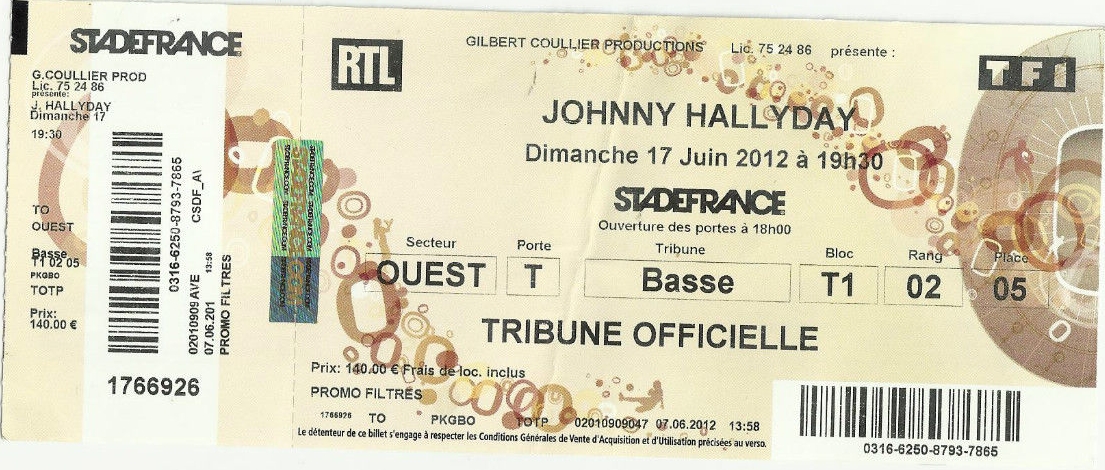 STADEFRANCE
G.COULLIER PROD
Lic. 75 24 86
présente:
J. HALLYDAY
Dimanche 17
19:30
TO
OUEST
Basse
T1 02 05
PKGBO
TOTP
Prix:
140.00 €
1766926
0316-6250-8793-7865
CSDF_A\
02010909 AVE
07.06.201 13:58
PROMO FILTRES
RTL
GILBERT COULLIER PRODUCTIONS Lic. 75 24 86 présente :
TF1
JOHNNY HALLYDAY
Dimanche 17 Juin 2012 à 19h30
STADEFRANCE
Ouverture des portes à 18h00
Secteur Porte Tribune Bloc Rang Place
OUEST T Basse T1 02 05
TRIBUNE OFFICIELLE
Prix: 140.00 € Frais de loc. inclus
PROMO FILTRES
1766926 TO PKGBO TOTP 02010909047 07.06.2012 13:58
Le détenteur de ce billet s'engage à respecter les Conditions Générales de Vente d'Acquisition et d'Utilisation précisées au verso.
0316-6250-8793-7865